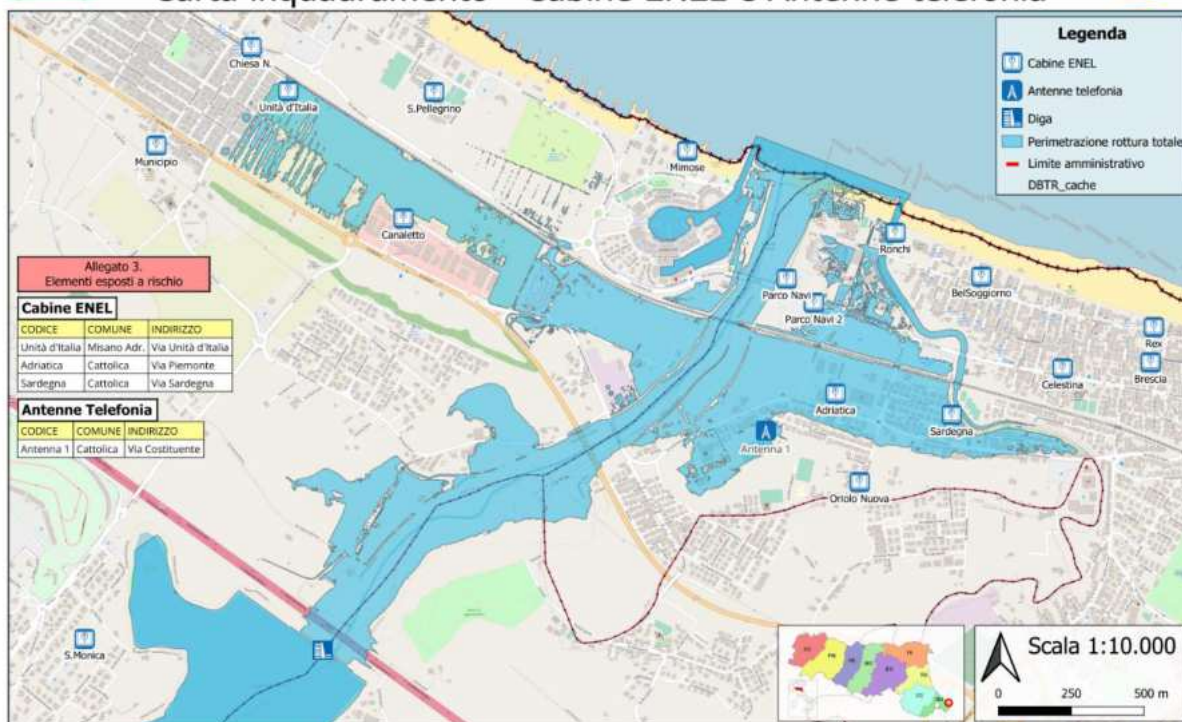 Carta inquadramento - Cabine ENEL e Antenne telefonia
Legenda
Cabine ENEL
Antenne telefonia
Diga
Perimetrazione rottura totale
Limite amministrativo
DBTR_cache
Chiesa N.
Unità d'Italia
S.Pellegrino
Municipio
Mimose
Canaletto
Ronchi
Parco Navi
BelSoggiorno
Parco Navi 2
Rex
Brescia
Celestina
Adriatica
Sardegna
Antenna 1
Oriolo Nuova
S.Monica
Allegato 3.
Elementi esposti a rischio
Cabine ENEL
CODICE COMUNE INDIRIZZO
Unità d'Italia Misano Adr. Via Unità d'Italia
Adriatica Cattolica Via Piemonte
Sardegna Cattolica Via Sardegna
Antenne Telefonia
CODICE COMUNE INDIRIZZO
Antenna 1 Cattolica Via Costituente
Scala 1:10.000
0 250 500 m